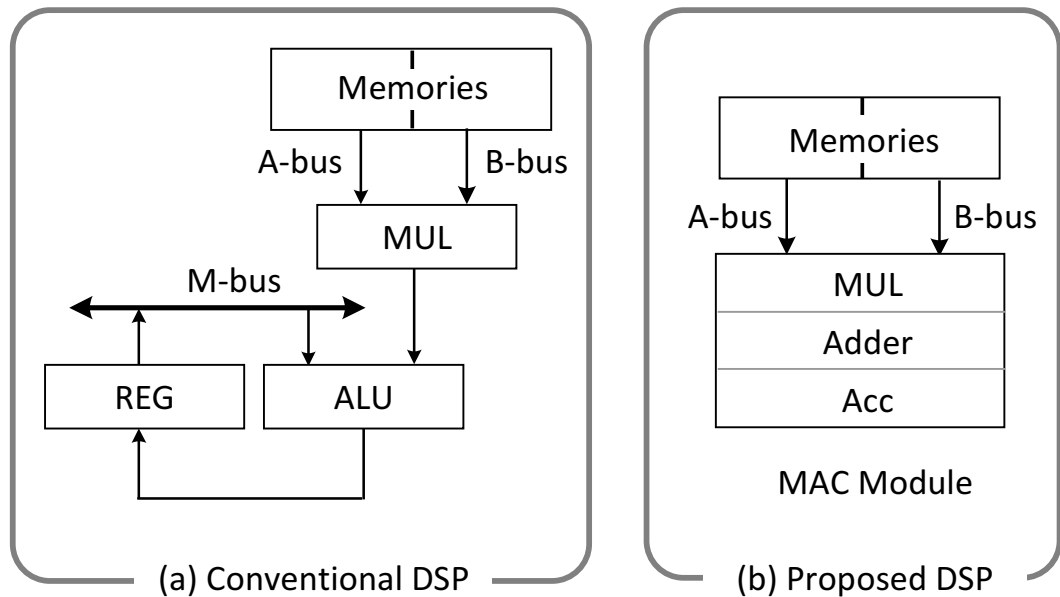 Memories
A-bus
B-bus
MUL
M-bus
REG
ALU
(a) Conventional DSP
Memories
A-bus
B-bus
MUL
Adder
Acc
MAC Module
(b) Proposed DSP